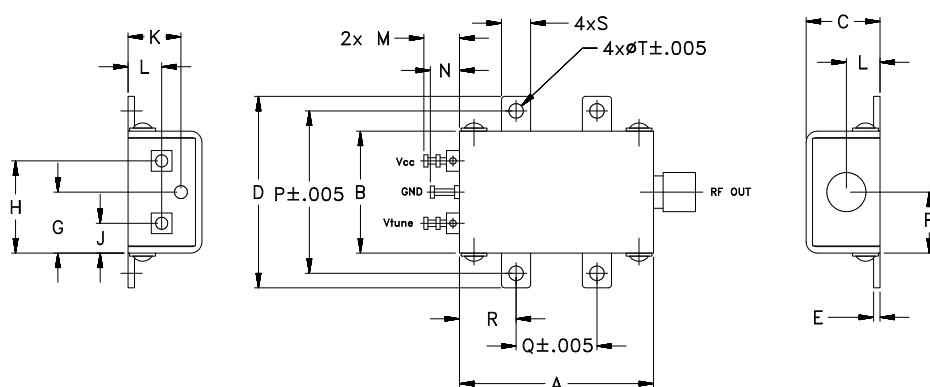 C
K
L
2x M
N
4xS
4xøT±.005
L
H
G
J
D
P±.005
B
Vcc
GND
Vtune
RF OUT
F
R
Q±.005
E
A